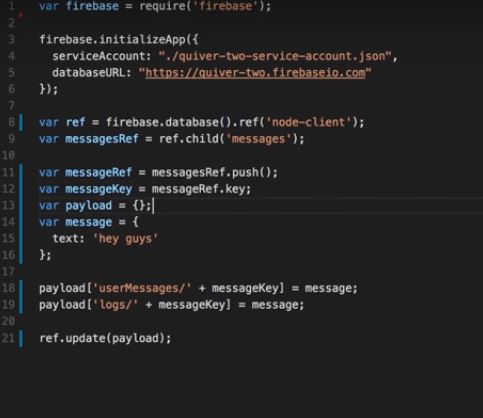 1 var firebase = require('firebase');
2
3 firebase.initializeApp({
4   serviceAccount: "./quiver-two-service-account.json",
5   databaseURL: "https://quiver-two.firebaseio.com"
6 });
7
8 var ref = firebase.database().ref('node-client');
9 var messagesRef = ref.child('messages');
10
11 var messageRef = messagesRef.push();
12 var messageKey = messageRef.key;
13 var payload = {};
14 var message = {
15   text: 'hey guys'
16 };
17
18 payload['userMessages/' + messageKey] = message;
19 payload['logs/' + messageKey] = message;
20
21 ref.update(payload);